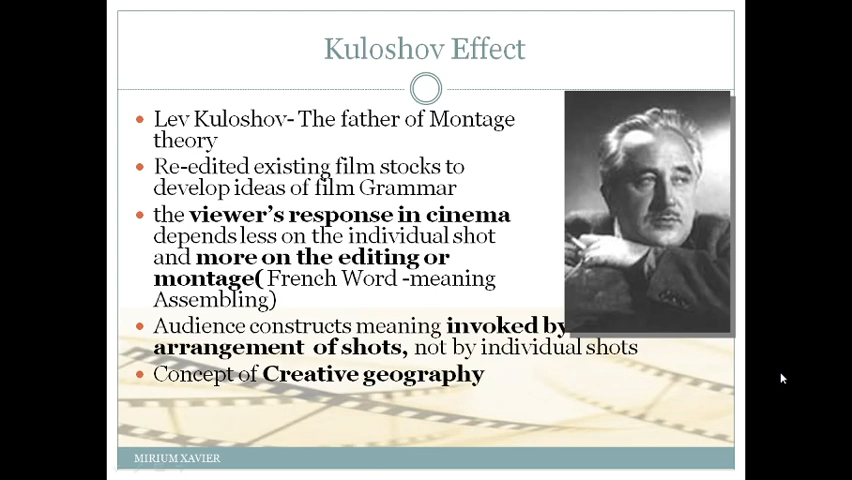 Kuloshov Effect
Lev Kuloshov- The father of Montage
theory
Re-edited existing film stocks to
develop ideas of film Grammar
the viewer's response in cinema
depends less on the individual shot
and more on the editing or
montage( French Word -meaning
Assembling)
Audience constructs meaning invoked by
arrangement of shots, not by individual shots
Concept of Creative geography
MIRIUM XAVIER